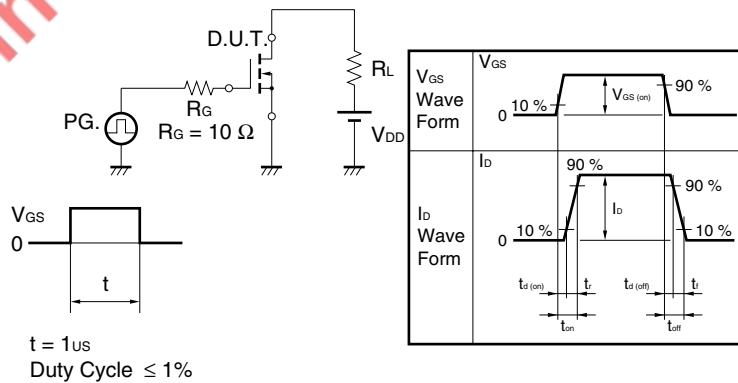 D.U.T.
RL
RG
PG.
RG = 10 Ω
VDD
VGS
0
t
t = 1us
Duty Cycle ≤ 1%
VGS
Wave
Form
VGS
10 %
0
VGS (on)
90 %
ID
Wave
Form
ID
90 %
90 %
0
10 %
ID
10 %
td (on)
tr
td (off)
tf
ton
toff